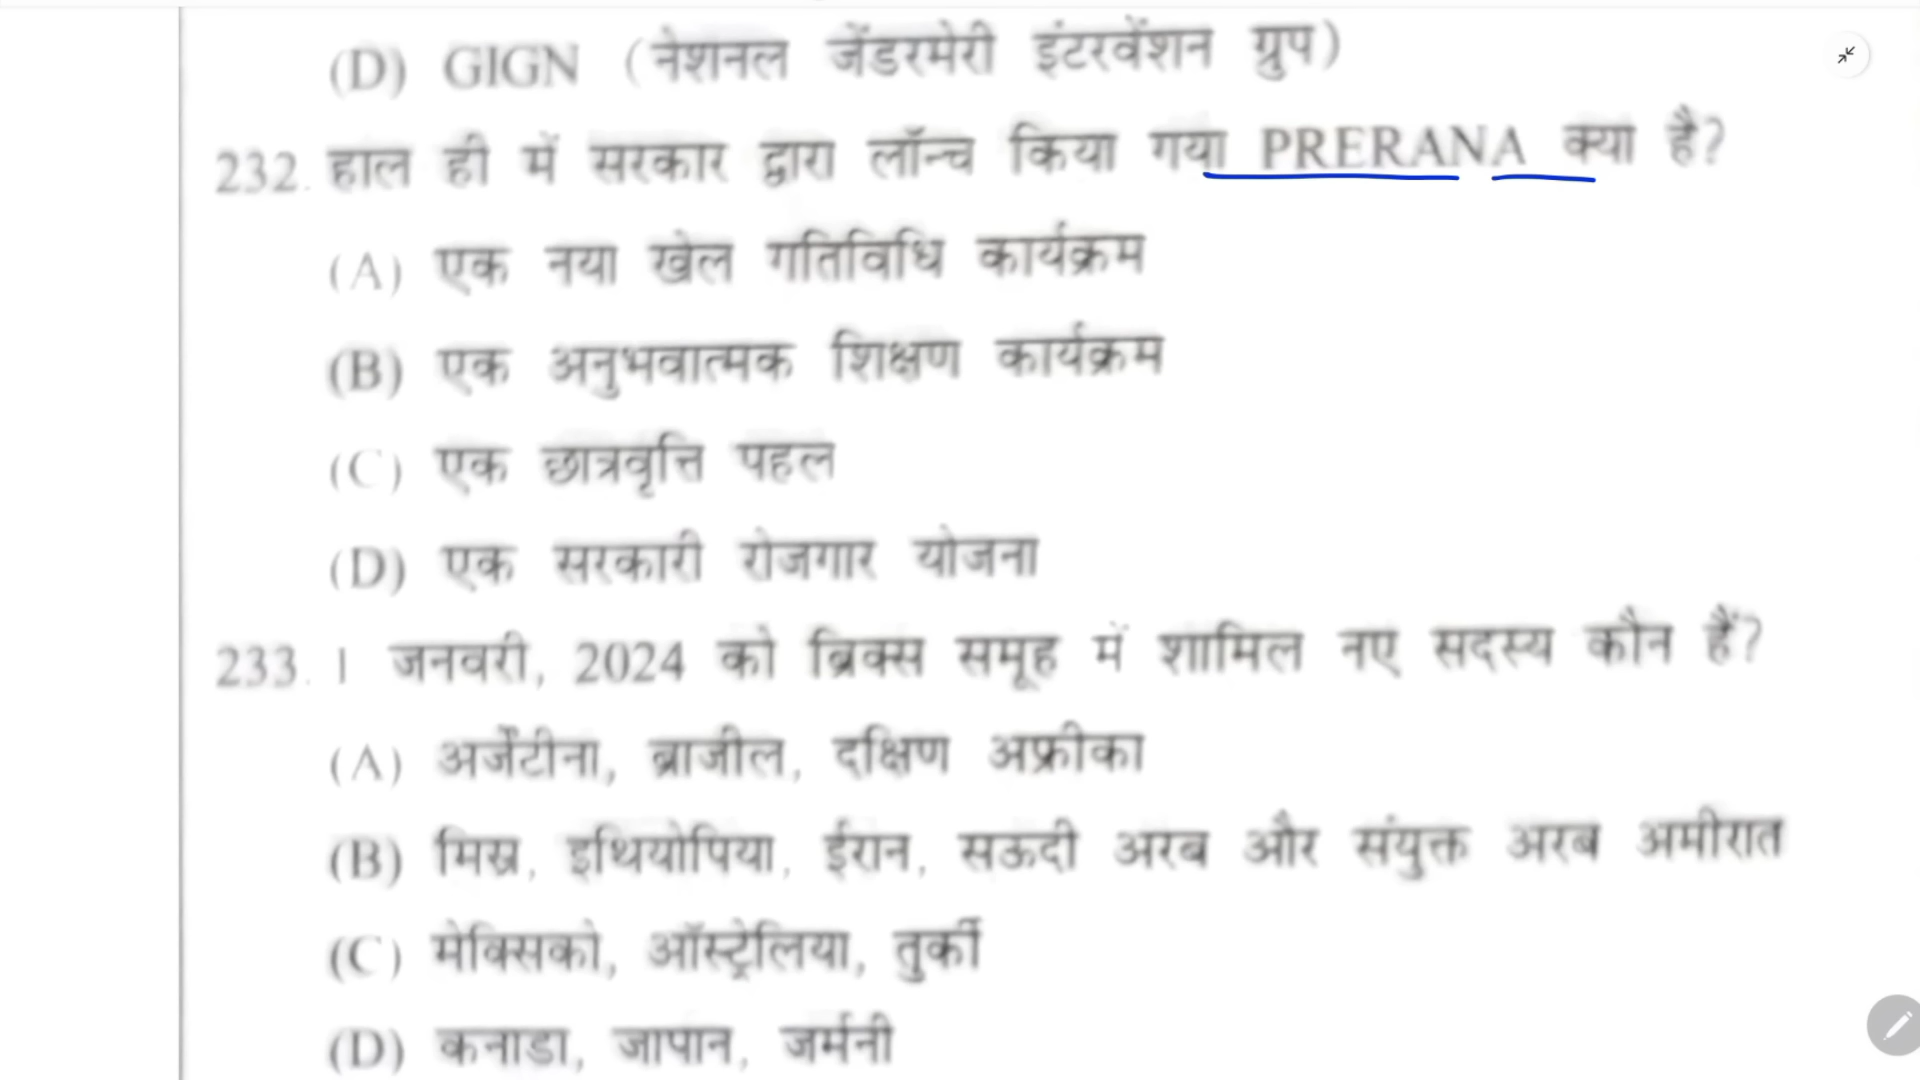 (D) GIGN (नेशनल जेंडरमेरी इंटरवेंशन ग्रुप)
232. हाल ही में सरकार द्वारा लॉन्च किया गया PRERANA क्या है?
(A) एक नया खेल गतिविधि कार्यक्रम
(B) एक अनुभवात्मक शिक्षण कार्यक्रम
(C) एक छात्रवृत्ति पहल
(D) एक सरकारी रोजगार योजना
233. 1 जनवरी, 2024 को ब्रिक्स समूह में शामिल नए सदस्य कौन हैं?
(A) अर्जेंटीना, ब्राजील, दक्षिण अफ्रीका
(B) मिस्र, इथियोपिया, ईरान, सऊदी अरब और संयुक्त अरब अमीरात
(C) मेक्सिको, ऑस्ट्रेलिया, तुर्की
(D) कनाडा, जापान, जर्मनी